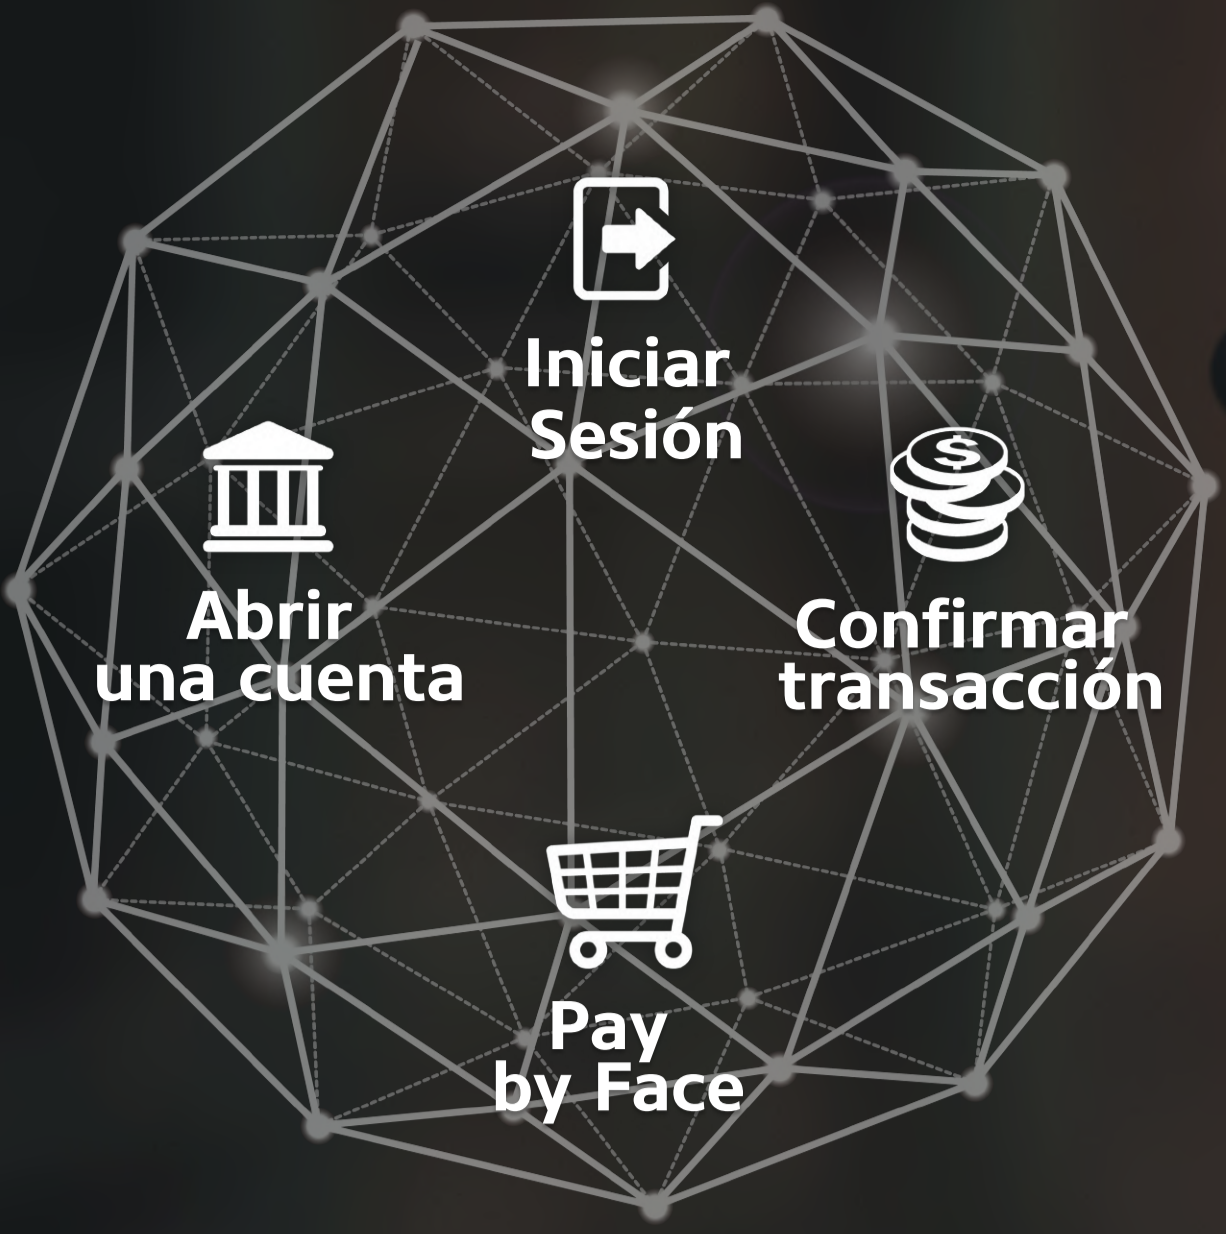 Iniciar
Sesión
Abrir
una cuenta
$
Confirmar
transacción
Pay
by Face